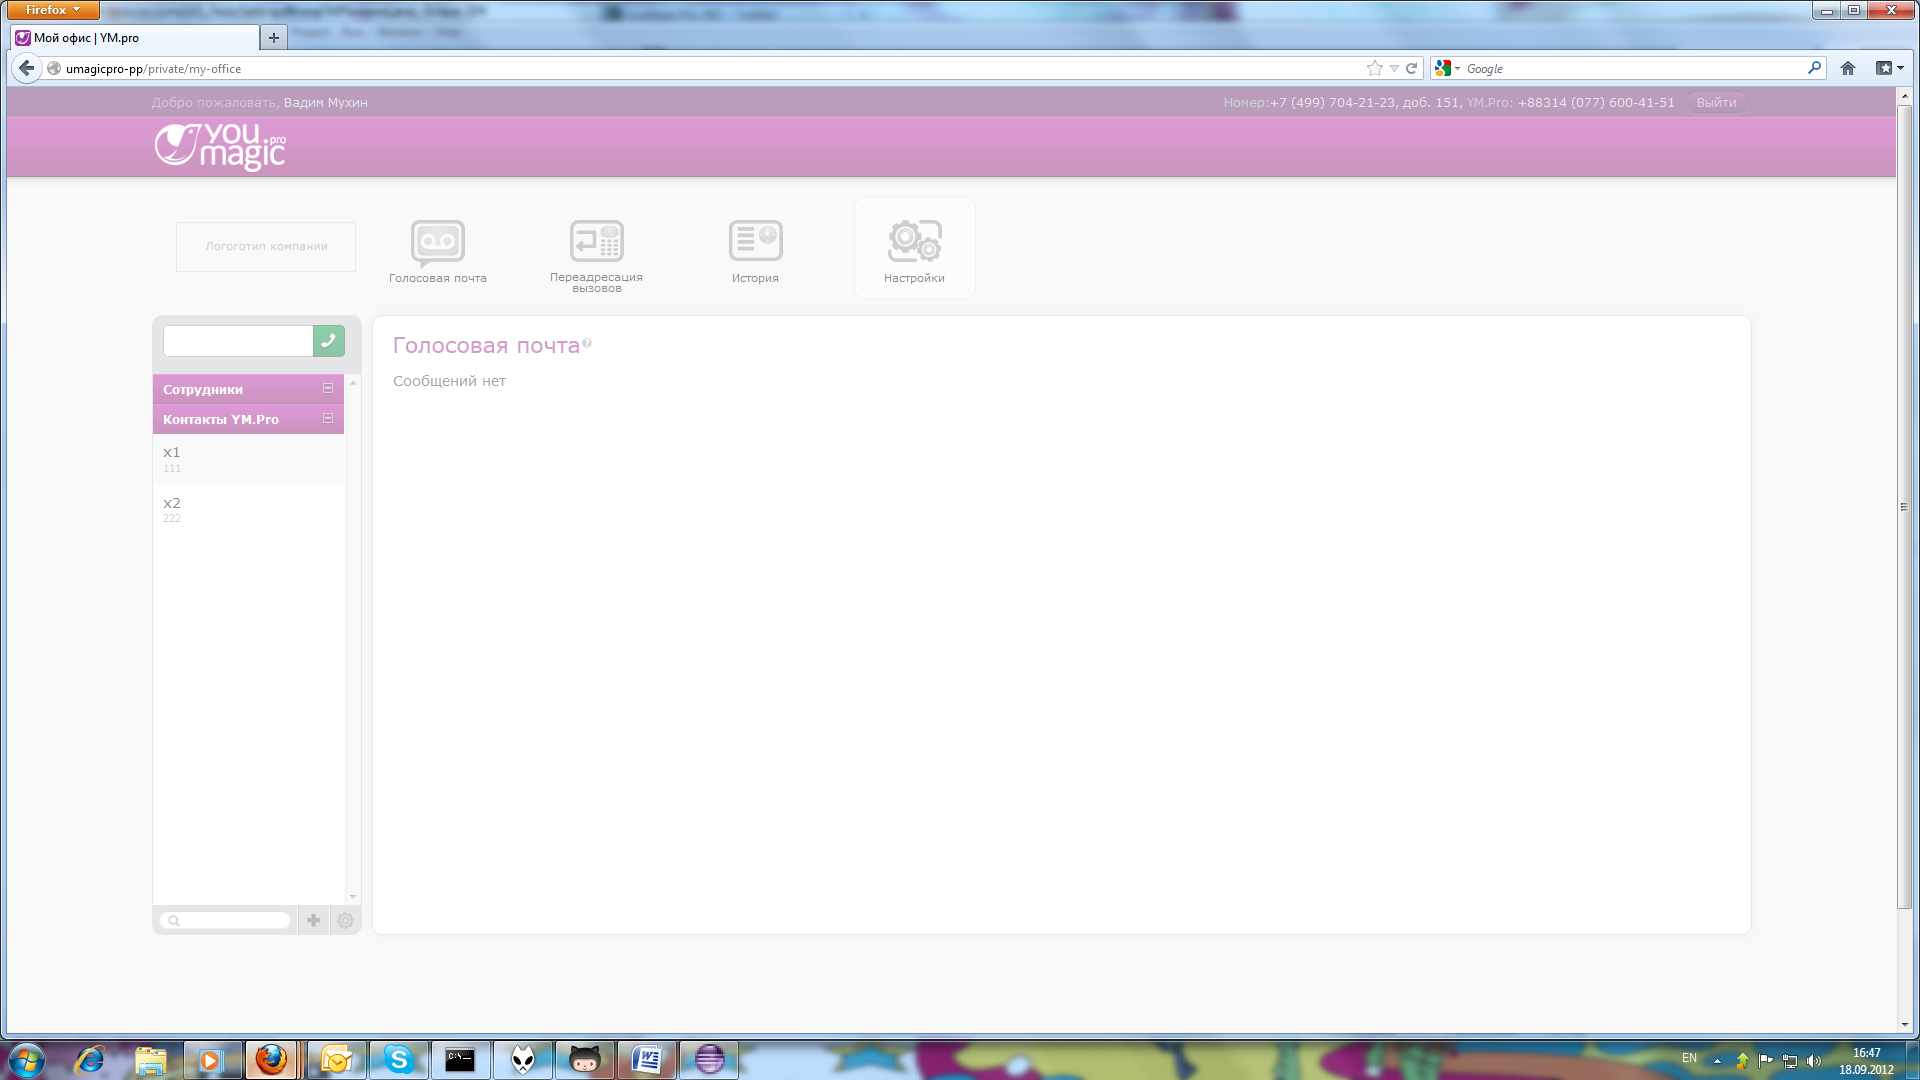 Firefox
Мой офис | YM.pro
umagicpro-pp/private/my-office
Google
Добро пожаловать, Вадим Мухин
Номер:+7 (499) 704-21-23, доб. 151, YM.Pro: +88314 (077) 600-41-51
Выйти
you
magic
pro
Логоготип компании
Голосовая почта
Переадресация
вызовов
История
Настройки
Голосовая почта
Сообщений нет
Сотрудники
Контакты YM.Pro
x1
111
x2
222
C:\.
EN
16:47
18.09.2012